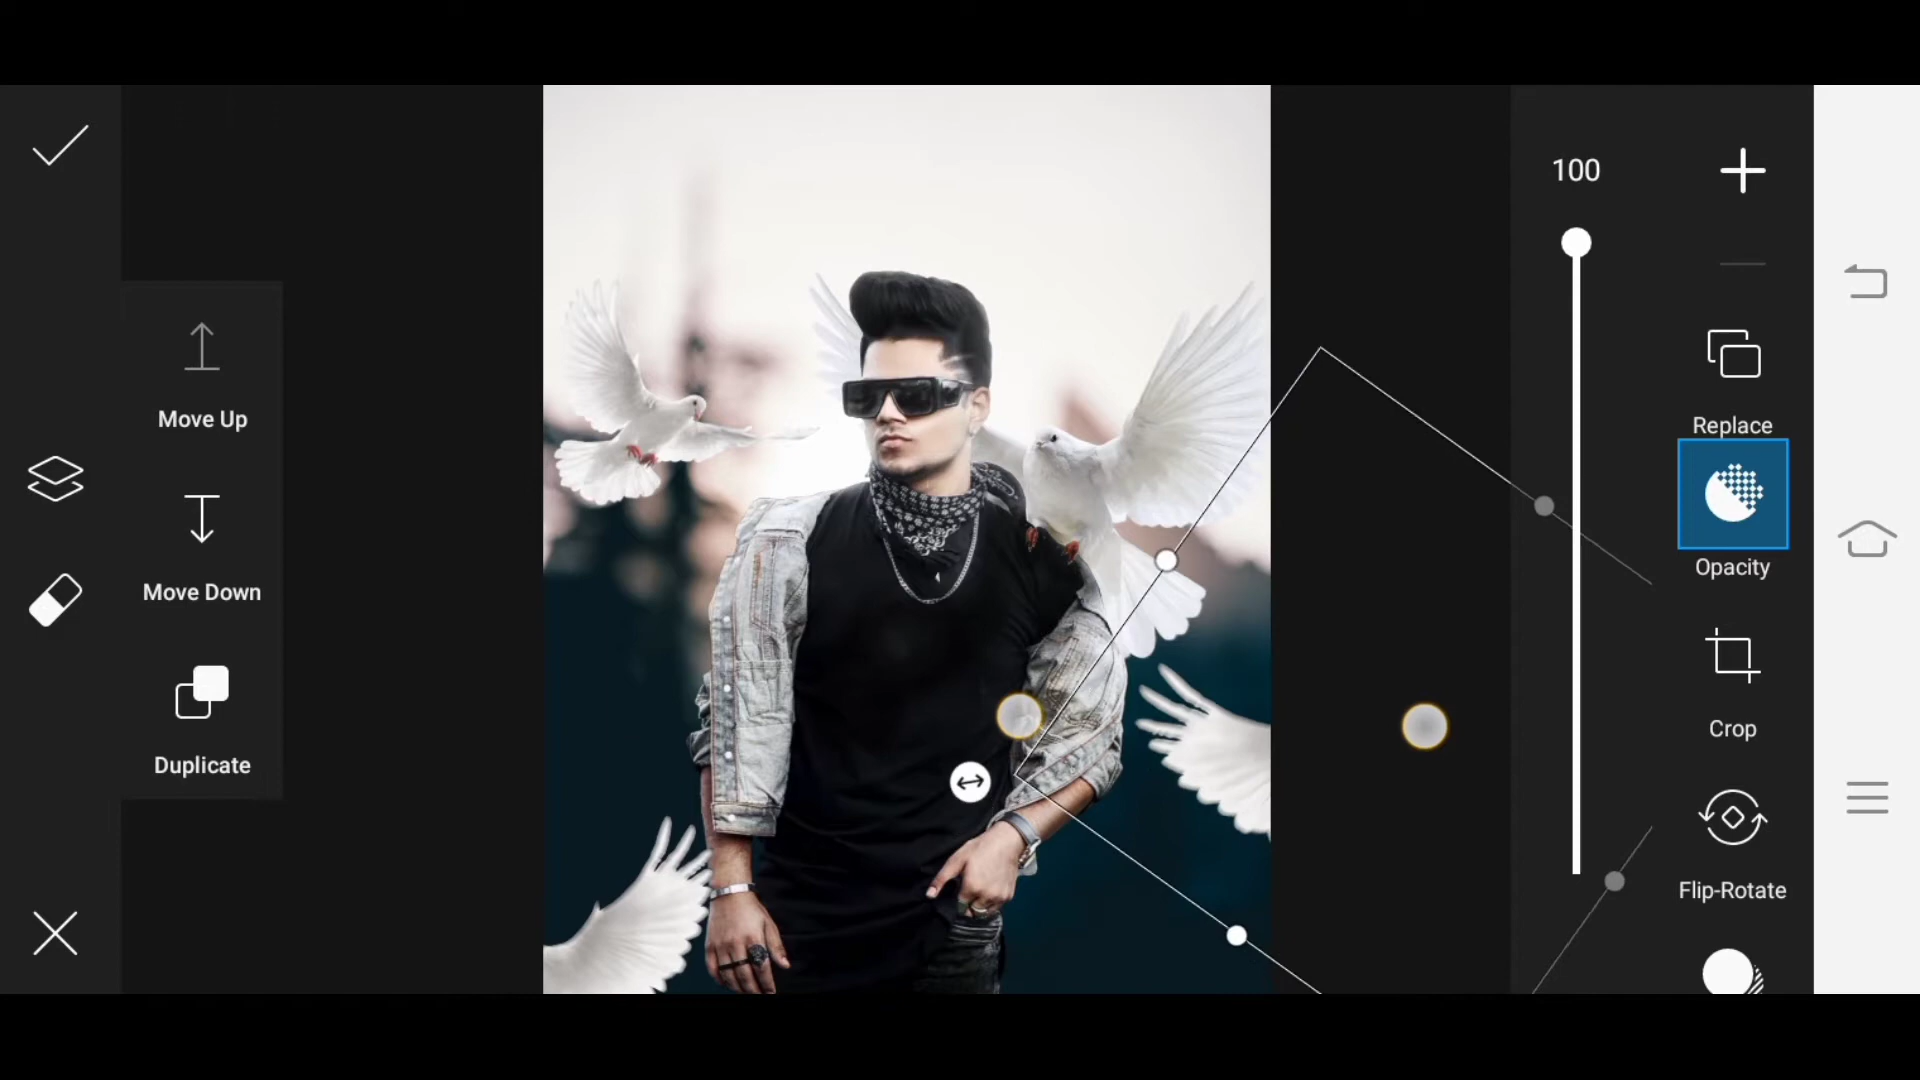 100
Move Up
Replace
Opacity
Move Down
Crop
Duplicate
Flip-Rotate